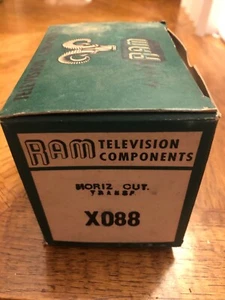 RAM
RAM TELEVISION
COMPONENTS
HORIZ OUT.
TRANSF
X088